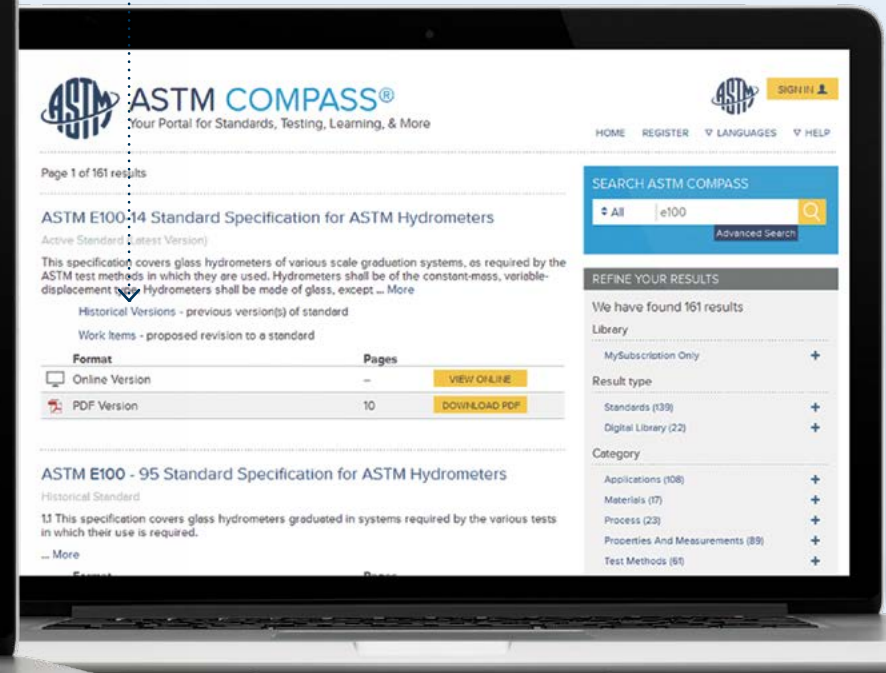 ASTM
ASTM COMPASS®
Your Portal for Standards, Testing, Learning, & More
ASTM
SIGN IN
HOME REGISTER ▽ LANGUAGES ▽ HELP
Page 1 of 161 results
ASTM E100-14 Standard Specification for ASTM Hydrometers
Active Standard (Latest Version)
This specification covers glass hydrometers of various scale graduation systems, as required by the
ASTM test methods in which they are used. Hydrometers shall be of the constant-mass, variable-
displacement type. Hydrometers shall be made of glass, except ... More
Historical Versions - previous version(s) of standard
Work Items - proposed revision to a standard
Format Pages
Online Version – VIEW ONLINE
PDF Version 10 DOWNLOAD PDF
ASTM E100 - 95 Standard Specification for ASTM Hydrometers
Historical Standard
1.1 This specification covers glass hydrometers graduated in systems required by the various tests
in which their use is required.
... More
Format Pages
SEARCH ASTM COMPASS
All e100
Advanced Search
REFINE YOUR RESULTS
We have found 161 results
Library
MySubscription Only +
Result type
Standards (139) +
Digital Library (22) +
Category
Applications (108) +
Materials (17) +
Process (23) +
Properties And Measurements (89) +
Test Methods (61) +